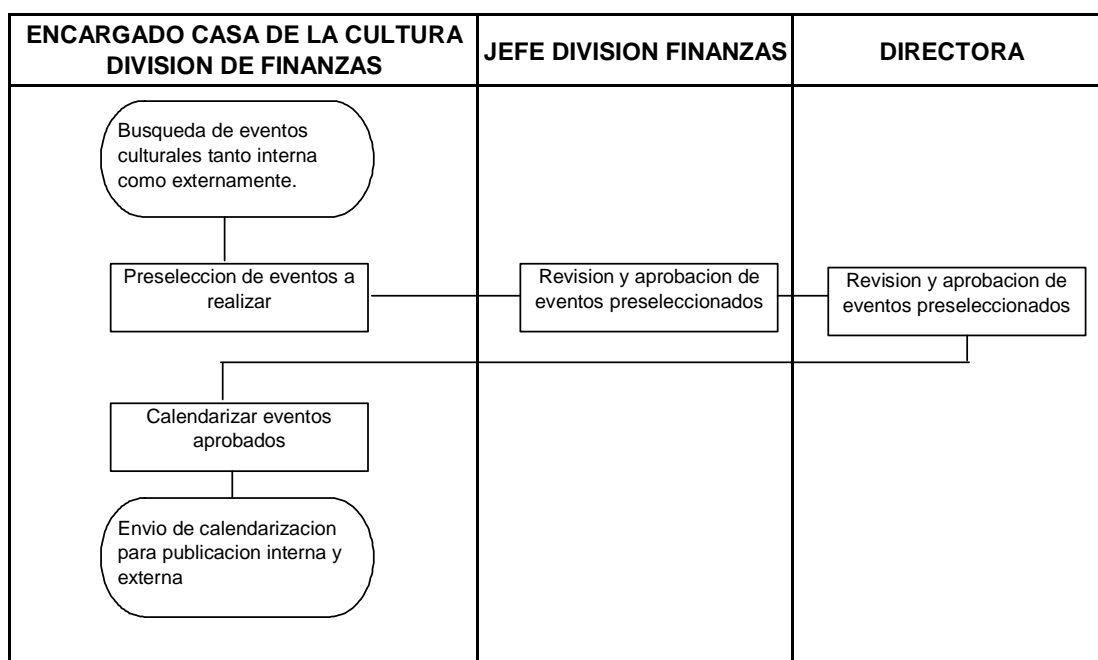 ENCARGADO CASA DE LA CULTURA
DIVISION DE FINANZAS
JEFE DIVISION FINANZAS
DIRECTORA
Busqueda de eventos
culturales tanto interna
como externamente.
Preseleccion de eventos a
realizar
Revision y aprobacion de
eventos preseleccionados
Revision y aprobacion de
eventos preseleccionados
Calendarizar eventos
aprobados
Envio de calendarizacion
para publicacion interna y
externa